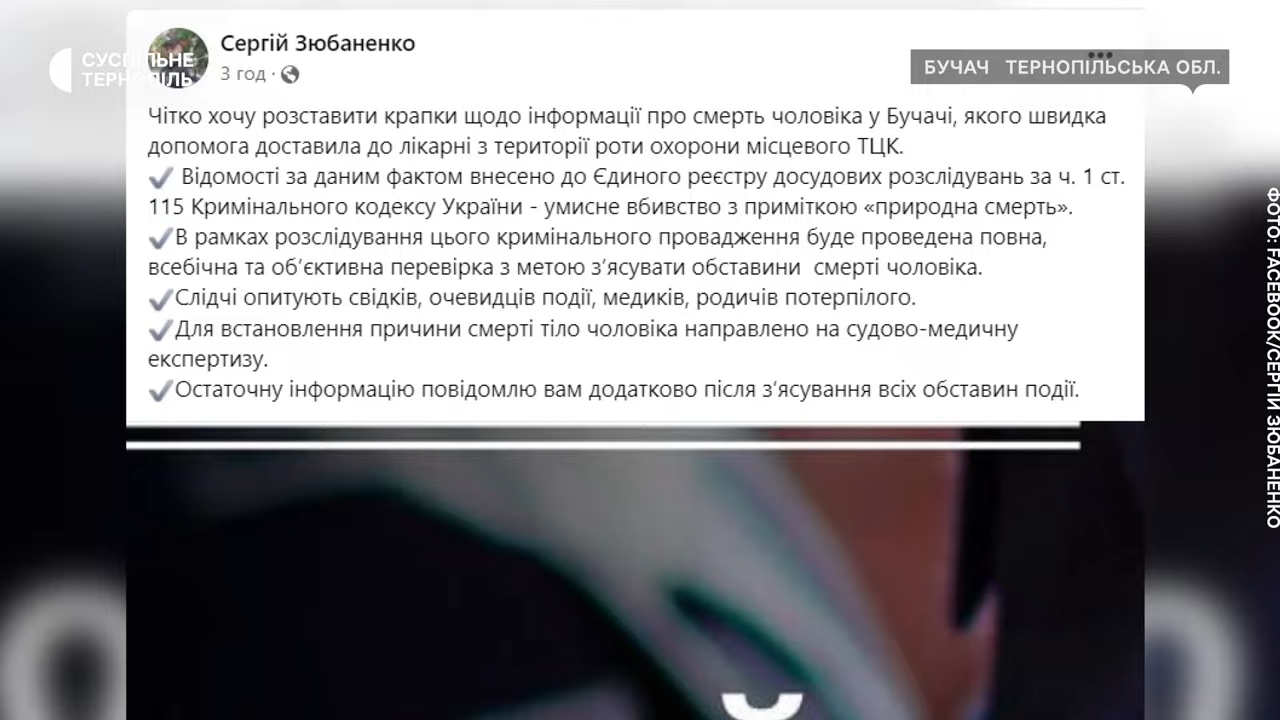 СУСПІЛЬНЕ
ТЕРНОПІЛЬ
Сергій Зюбаненко
3 год ·
БУЧАЧ ТЕРНОПІЛЬСЬКА ОБЛ.
Чітко хочу розставити крапки щодо інформації про смерть чоловіка у Бучачі, якого швидка
допомога доставила до лікарні з території роти охорони місцевого ТЦК.
✔ Відомості за даним фактом внесено до Єдиного реєстру досудових розслідувань за ч. 1 ст.
115 Кримінального кодексу України - умисне вбивство з приміткою «природна смерть».
✔В рамках розслідування цього кримінального провадження буде проведена повна,
всебічна та об’єктивна перевірка з метою з’ясувати обставини смерті чоловіка.
✔Слідчі опитують свідків, очевидців події, медиків, родичів потерпілого.
✔Для встановлення причини смерті тіло чоловіка направлено на судово-медичну
експертизу.
✔Остаточну інформацію повідомлю вам додатково після з’ясування всіх обставин події.
ФОТО: FACEBOOK/СЕРГІЙ ЗЮБАНЕНКО